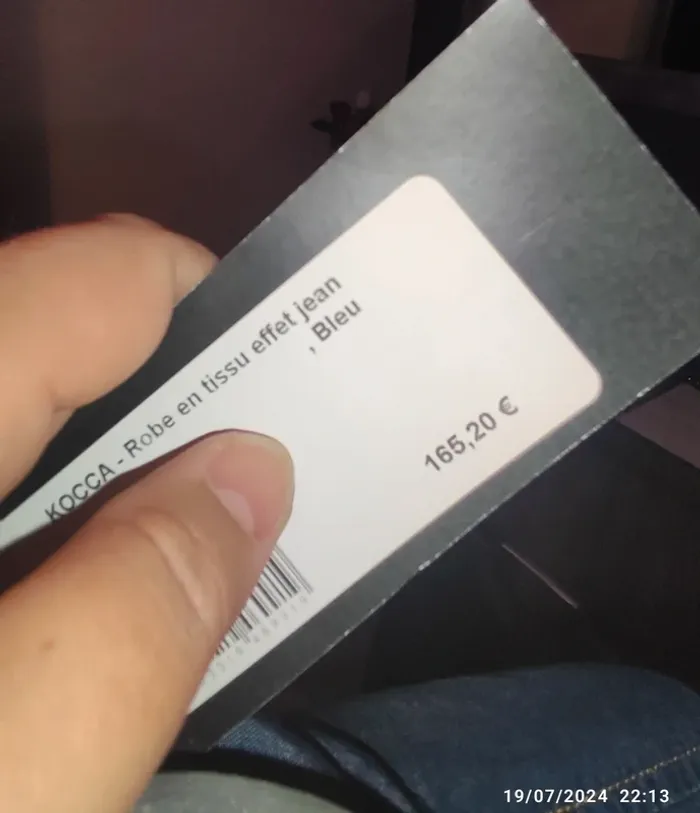 KOCCA - Robe en tissu effet jean
, Bleu
165,20 €
19/07/2024 22:13